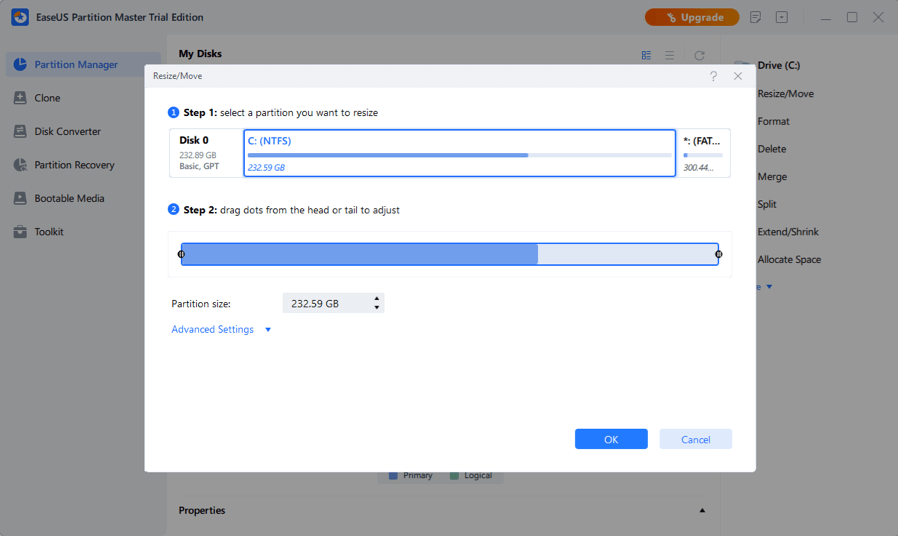 EaseUS Partition Master Trial Edition
Upgrade
Partition Manager
Clone
Disk Converter
Partition Recovery
Bootable Media
Toolkit
My Disks
Resize/Move
?
1 Step 1: select a partition you want to resize
Disk 0
232.89 GB
Basic, GPT
C: (NTFS)
232.59 GB
*: (FAT...
300.44...
2 Step 2: drag dots from the head or tail to adjust
Partition size:
232.59 GB
Advanced Settings
OK
Cancel
Primary
Logical
Properties
Drive (C:)
Resize/Move
Format
Delete
Merge
Split
Extend/Shrink
Allocate Space
e